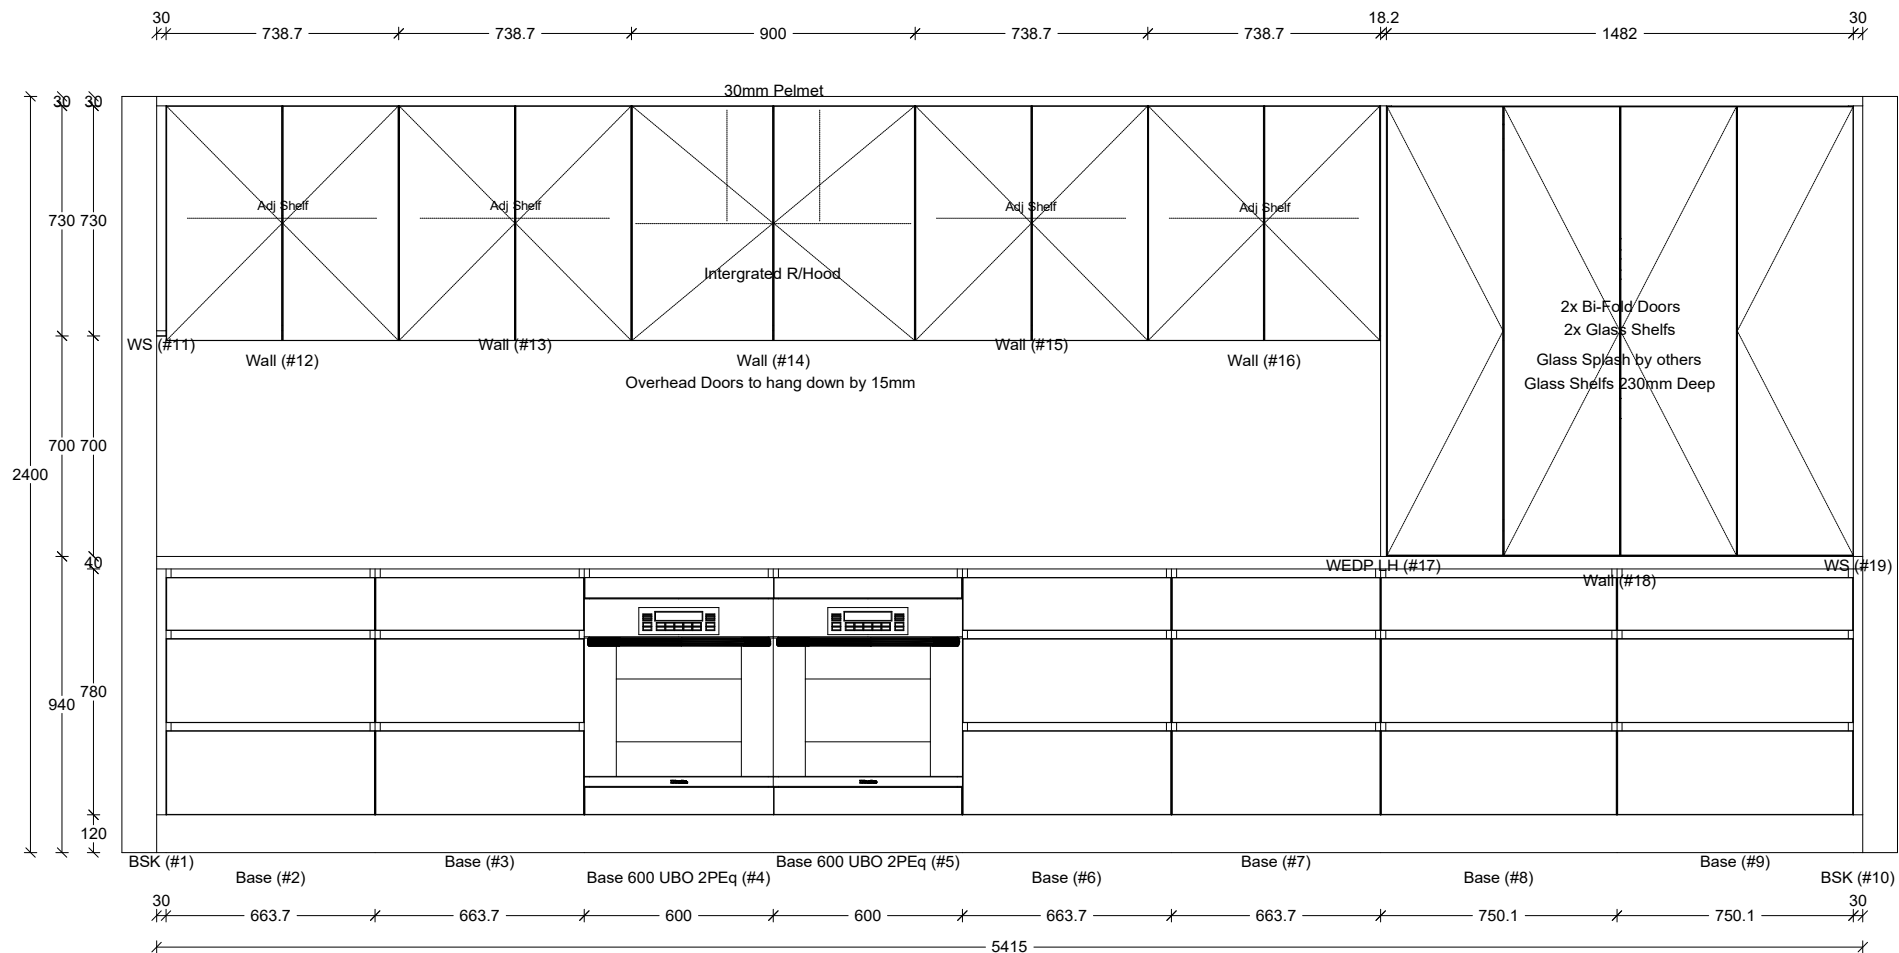 30 18.2 30
738.7 738.7 900 738.7 738.7 1482
30mm Pelmet
30 30
Adj Shelf Adj Shelf Adj Shelf Adj Shelf
730 730
Intergrated R/Hood
2x Bi-Fold Doors
2x Glass Shelfs
WS (#11) Wall (#13) Wall (#15)
Wall (#12) Wall (#14) Wall (#16) Glass Splash by others
Overhead Doors to hang down by 15mm Glass Shelfs 230mm Deep
700 700
2400
40 WEDP LH (#17) WS (#19)
Wall (#18)
780
940
120
BSK (#1) Base (#3) Base 600 UBO 2PEq (#5) Base (#7) Base (#9)
Base (#2) Base 600 UBO 2PEq (#4) Base (#6) Base (#8) BSK (#10)
30 30
663.7 663.7 600 600 663.7 663.7 750.1 750.1
5415